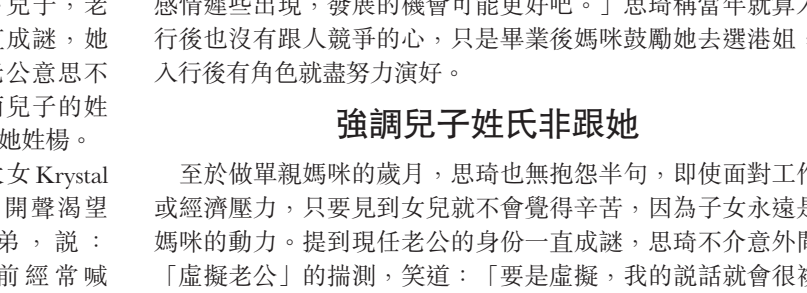 兒子，老
成謎，她
公意思不
兒子的姓
她姓楊。
女 Krystal
開聲渴望
弟，説：
前經常喊
感情遲些出現，發展的機會可能更好吧。」思琦稱當年就算入
行後也沒有跟人競爭的心，只是畢業後媽咪鼓勵她去選港姐，
入行後有角色就盡努力演好。
強調兒子姓氏非跟她
至於做單親媽咪的歲月，思琦也無抱怨半句，即使面對工作
或經濟壓力，只要見到女兒就不會覺得辛苦，因為子女永遠是
媽咪的動力。提到現任老公的身份一直成謎，思琦不介意外間
「虛擬老公」的揣測，笑道：「要是虛擬，我的説話就會很複